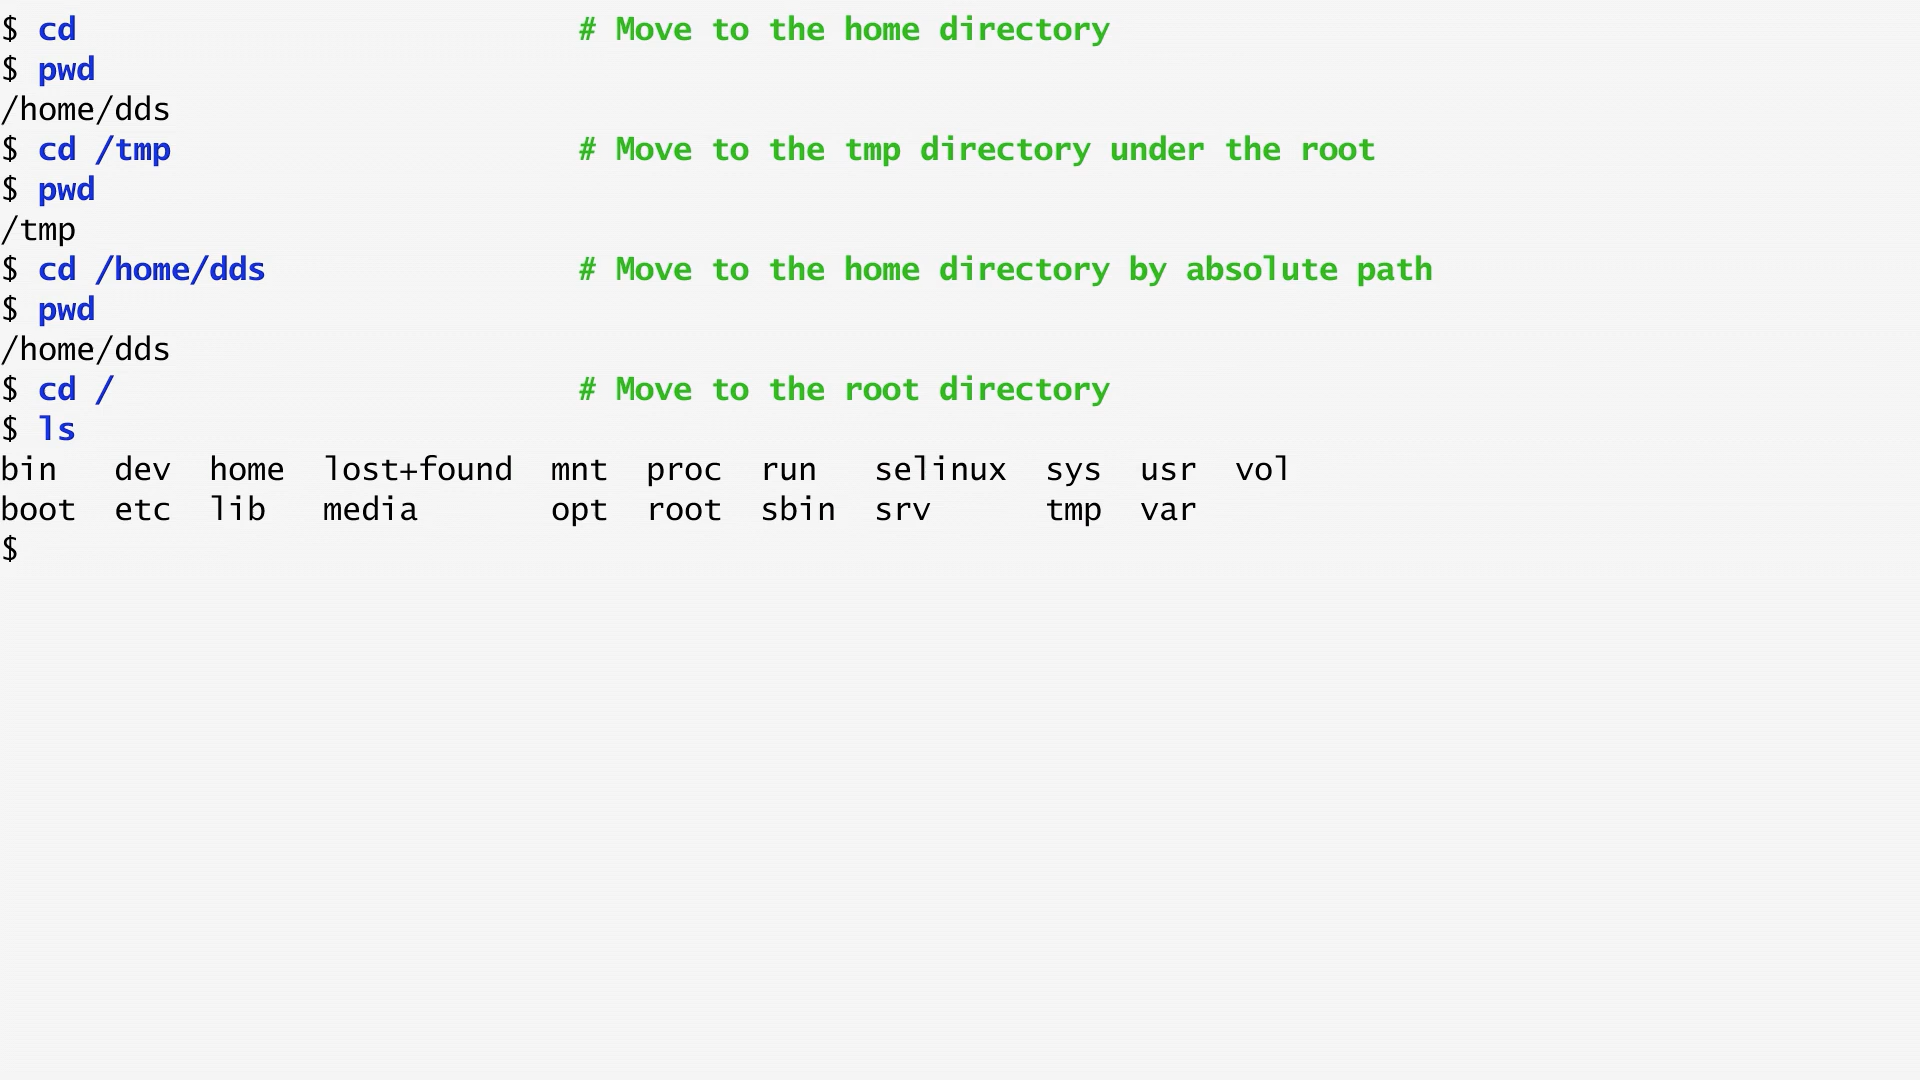 $ cd                          # Move to the home directory
$ pwd
/home/dds
$ cd /tmp                     # Move to the tmp directory under the root
$ pwd
/tmp
$ cd /home/dds                # Move to the home directory by absolute path
$ pwd
/home/dds
$ cd /                        # Move to the root directory
$ ls
bin   dev  home  lost+found  mnt  proc  run   selinux  sys  usr  vol
boot  etc  lib   media       opt  root  sbin  srv      tmp  var
$